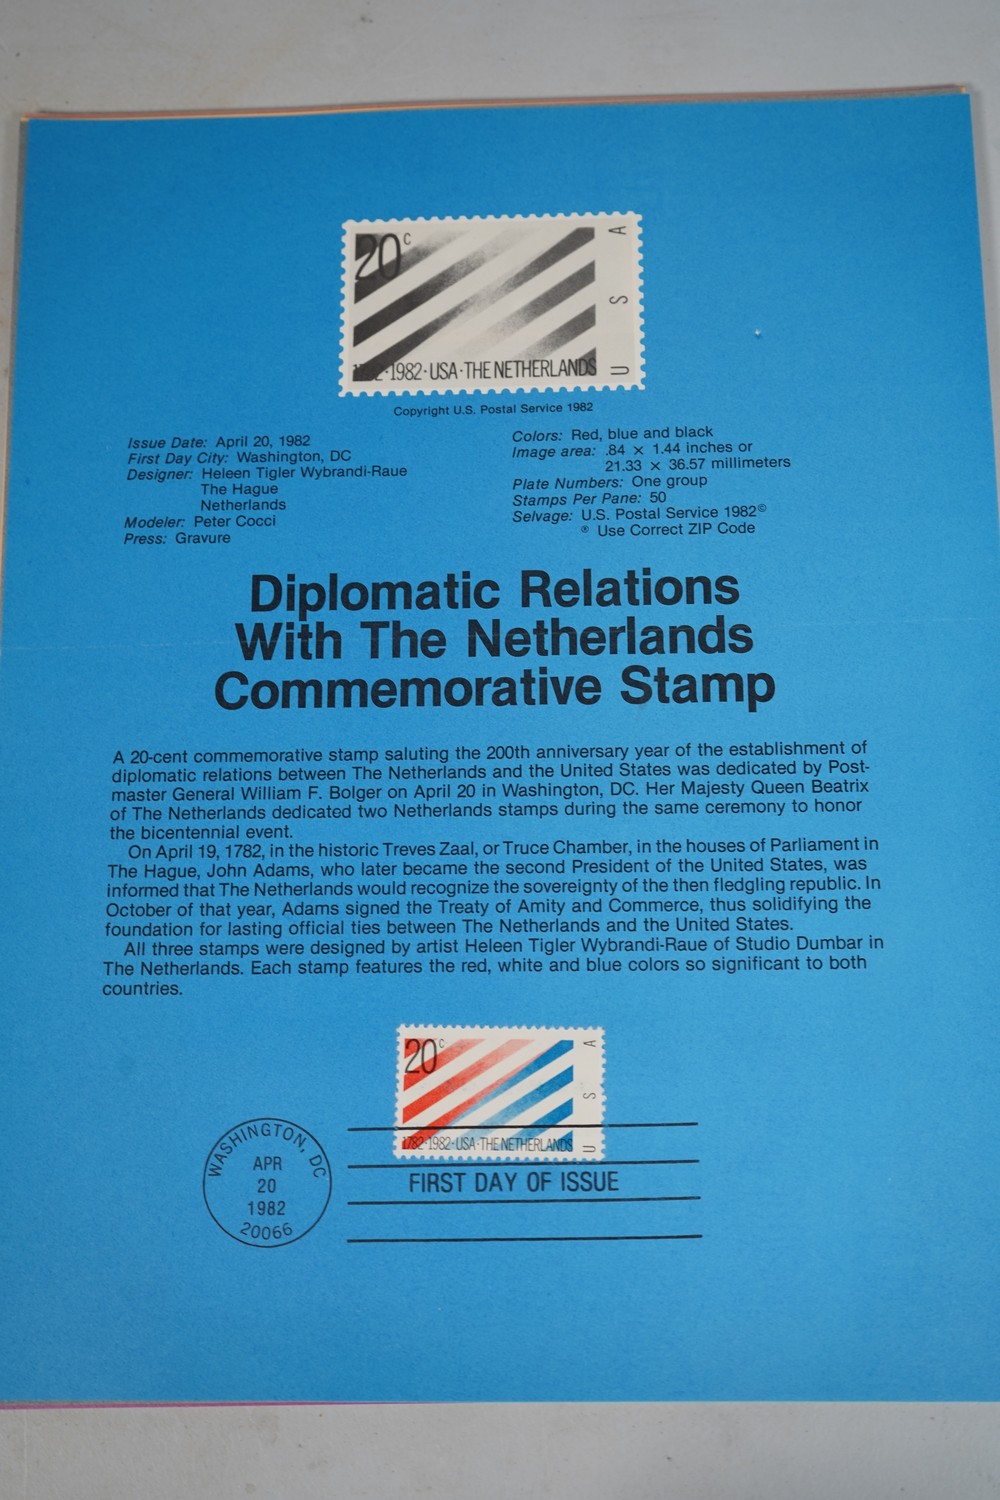 20c
USA
1782·1982·USA·THE NETHERLANDS
Copyright U.S. Postal Service 1982
Issue Date: April 20, 1982
First Day City: Washington, DC
Designer: Heleen Tigler Wybrandi-Raue
The Hague
Netherlands
Modeler: Peter Cocci
Press: Gravure
Colors: Red, blue and black
Image area: .84 × 1.44 inches or
21.33 × 36.57 millimeters
Plate Numbers: One group
Stamps Per Pane: 50
Selvage: U.S. Postal Service 1982©
® Use Correct ZIP Code
Diplomatic Relations
With The Netherlands
Commemorative Stamp
A 20-cent commemorative stamp saluting the 200th anniversary year of the establishment of
diplomatic relations between The Netherlands and the United States was dedicated by Post-
master General William F. Bolger on April 20 in Washington, DC. Her Majesty Queen Beatrix
of The Netherlands dedicated two Netherlands stamps during the same ceremony to honor
the bicentennial event.
On April 19, 1782, in the historic Treves Zaal, or Truce Chamber, in the houses of Parliament in
The Hague, John Adams, who later became the second President of the United States, was
informed that The Netherlands would recognize the sovereignty of the then fledgling republic. In
October of that year, Adams signed the Treaty of Amity and Commerce, thus solidifying the
foundation for lasting official ties between The Netherlands and the United States.
All three stamps were designed by artist Heleen Tigler Wybrandi-Raue of Studio Dumbar in
The Netherlands. Each stamp features the red, white and blue colors so significant to both
countries.
20c
USA
1782·1982·USA·THE NETHERLANDS
WASHINGTON, DC
APR
20
1982
20066
FIRST DAY OF ISSUE